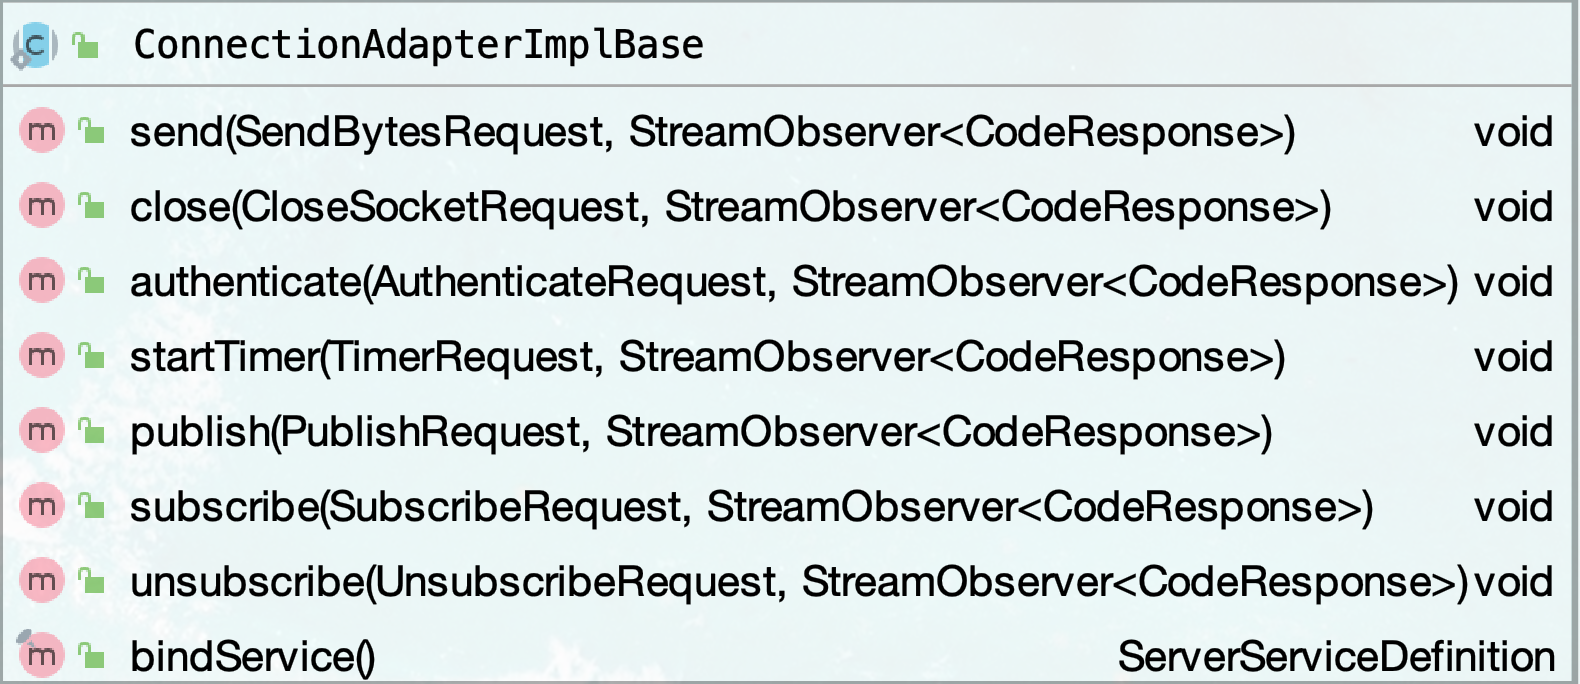 C ConnectionAdapterImplBase
m send(SendBytesRequest, StreamObserver<CodeResponse>) void
m close(CloseSocketRequest, StreamObserver<CodeResponse>) void
m authenticate(AuthenticateRequest, StreamObserver<CodeResponse>) void
m startTimer(TimerRequest, StreamObserver<CodeResponse>) void
m publish(PublishRequest, StreamObserver<CodeResponse>) void
m subscribe(SubscribeRequest, StreamObserver<CodeResponse>) void
m unsubscribe(UnsubscribeRequest, StreamObserver<CodeResponse>) void
m bindService() ServerServiceDefinition